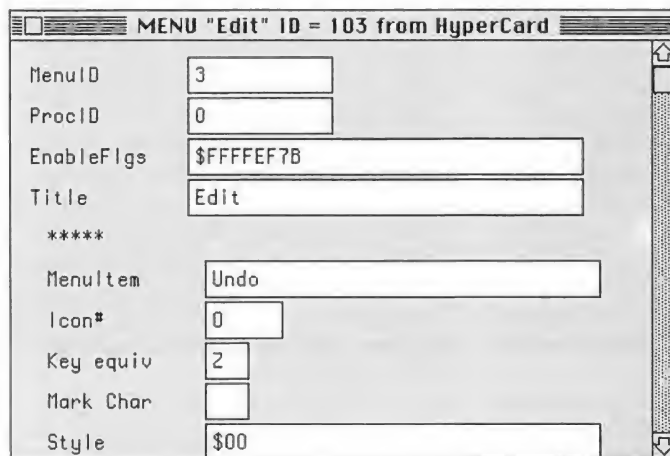 MENU "Edit" ID = 103 from HyperCard
MenuID 3
ProcID 0
EnableFlgs $FFFFEF7B
Title Edit
*****
MenuItem Undo
Icon# 0
Key equiv Z
Mark Char
Style $00